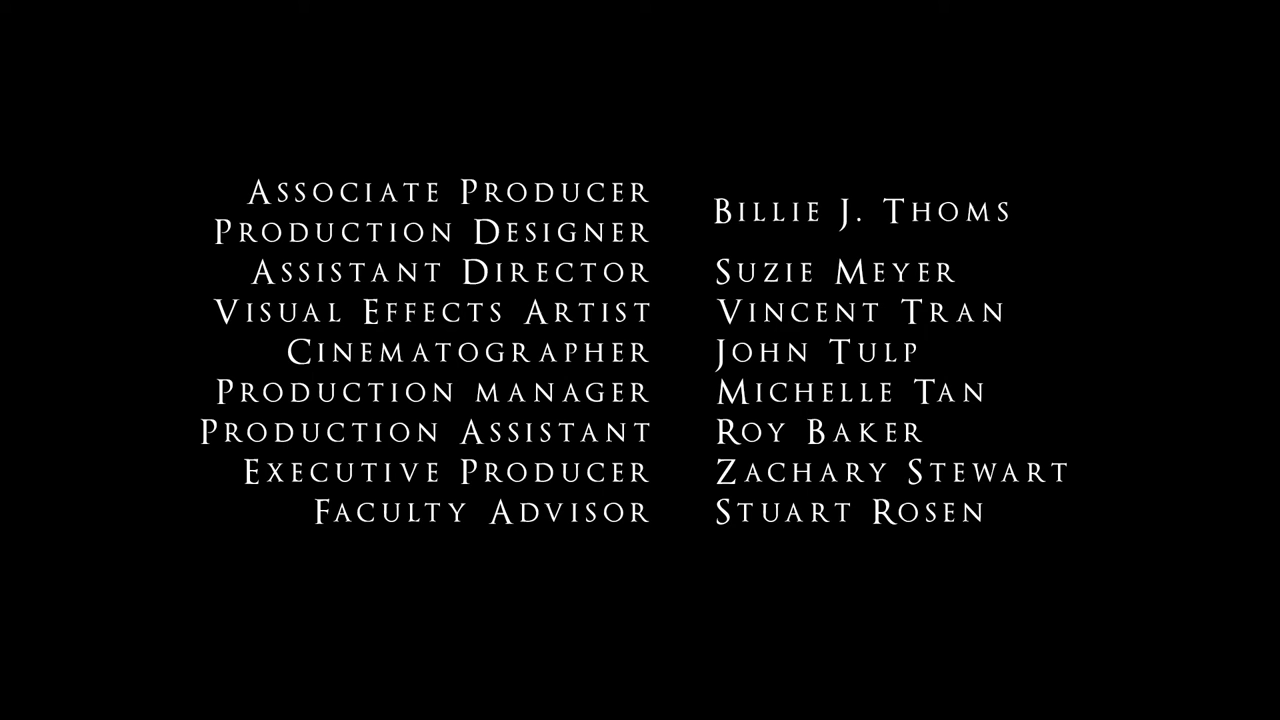 Associate Producer
Production Designer
Billie J. Thoms
Assistant Director Suzie Meyer
Visual Effects Artist Vincent Tran
Cinematographer John Tulp
Production manager Michelle Tan
Production Assistant Roy Baker
Executive Producer Zachary Stewart
Faculty Advisor Stuart Rosen